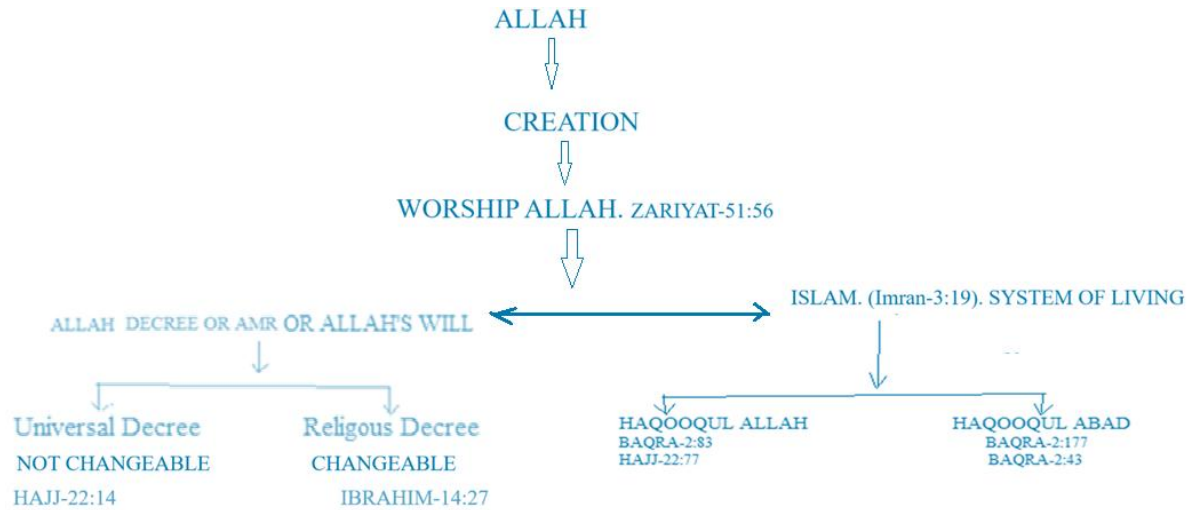 ALLAH
CREATION
WORSHIP ALLAH. ZARIYAT-51:56
ISLAM. (Imran-3:19). SYSTEM OF LIVING
ALLAH DECREE OR AMR OR ALLAH'S WILL
Universal Decree
NOT CHANGEABLE
HAJJ-22:14
Religous Decree
CHANGEABLE
IBRAHIM-14:27
HAQOOQUL ALLAH
BAQRA-2:83
HAJJ-22:77
HAQOOQUL ABAD
BAQRA-2:177
BAQRA-2:43